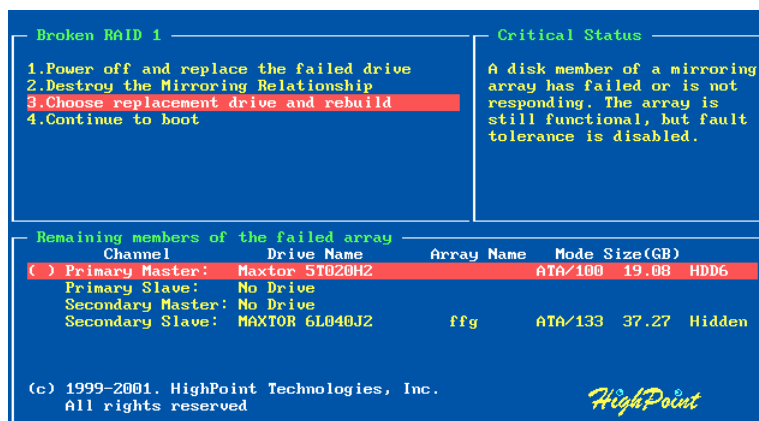 Broken RAID 1
1.Power off and replace the failed drive
2.Destroy the Mirroring Relationship
3.Choose replacement drive and rebuild
4.Continue to boot
Critical Status
A disk member of a mirroring
array has failed or is not
responding. The array is
still functional, but fault
tolerance is disabled.
Remaining members of the failed array
Channel Drive Name Array Name Mode Size(GB)
( ) Primary Master: Maxtor 5T020H2 ATA/100 19.08 HDD6
Primary Slave: No Drive
Secondary Master: No Drive
Secondary Slave: MAXTOR 6L040J2 ffg ATA/133 37.27 Hidden
(c) 1999-2001. HighPoint Technologies, Inc.
All rights reserved
HighPoint